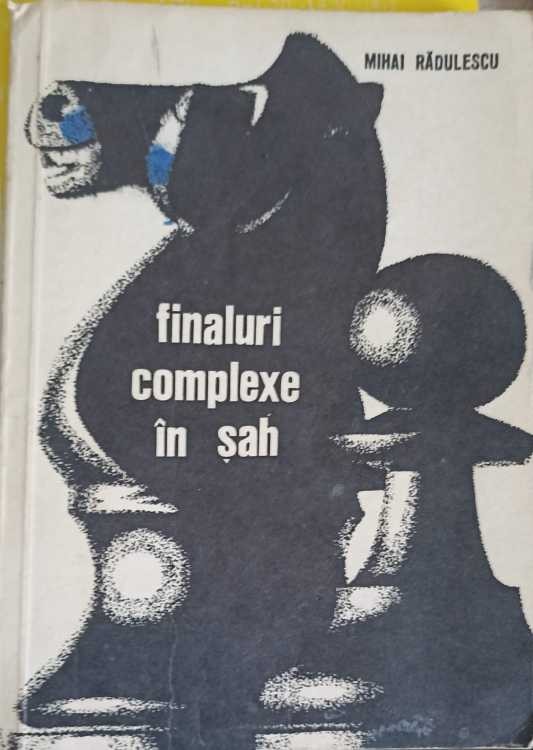 MIHAI RĂDULESCU
finaluri
complexe
în șah